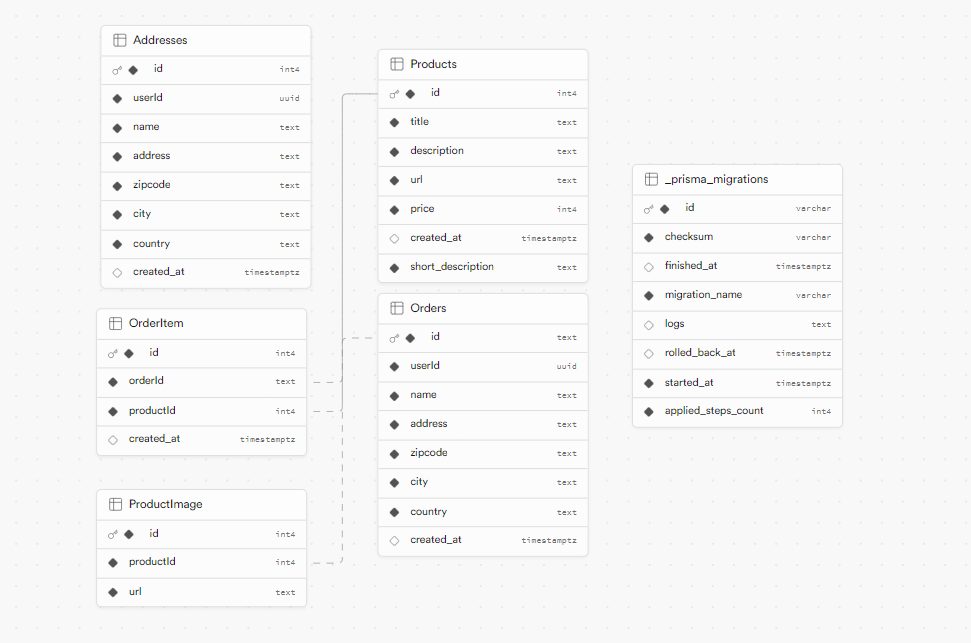 Addresses
id int4
userId uuid
name text
address text
zipcode text
city text
country text
created_at timestamptz
OrderItem
id int4
orderId text
productId int4
created_at timestamptz
ProductImage
id int4
productId int4
url text
Products
id int4
title text
description text
url text
price int4
created_at timestamptz
short_description text
Orders
id text
userId uuid
name text
address text
zipcode text
city text
country text
created_at timestamptz
_prisma_migrations
id varchar
checksum varchar
finished_at timestamptz
migration_name varchar
logs text
rolled_back_at timestamptz
started_at timestamptz
applied_steps_count int4